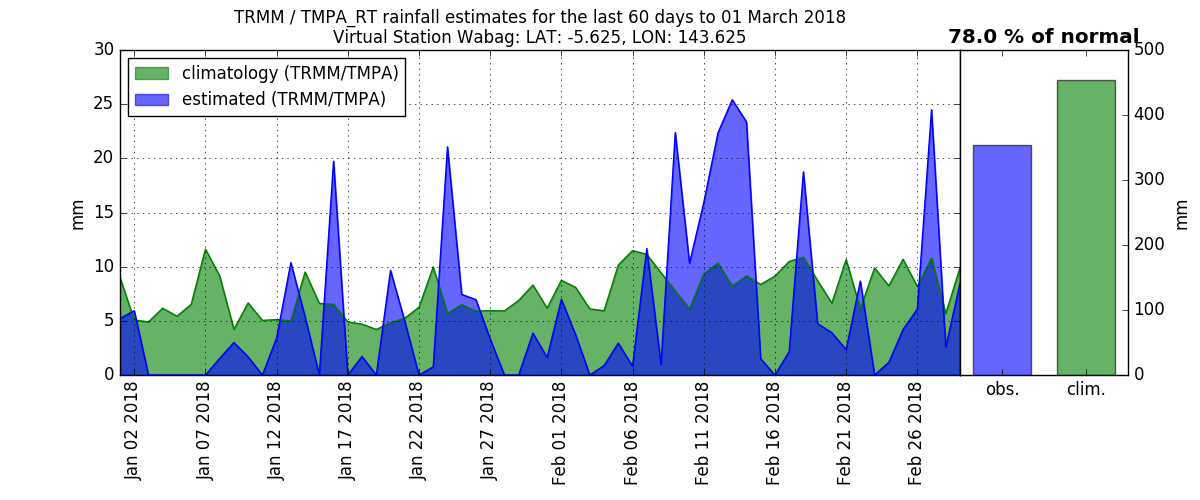 TRMM / TMPA_RT rainfall estimates for the last 60 days to 01 March 2018
Virtual Station Wabag: LAT: -5.625, LON: 143.625
78.0 % of normal
climatology (TRMM/TMPA)
estimated (TRMM/TMPA)
30
25
20
15
10
5
0
mm
500
400
300
200
100
0
mm
Jan 02 2018
Jan 07 2018
Jan 12 2018
Jan 17 2018
Jan 22 2018
Jan 27 2018
Feb 01 2018
Feb 06 2018
Feb 11 2018
Feb 16 2018
Feb 21 2018
Feb 26 2018
obs.
clim.